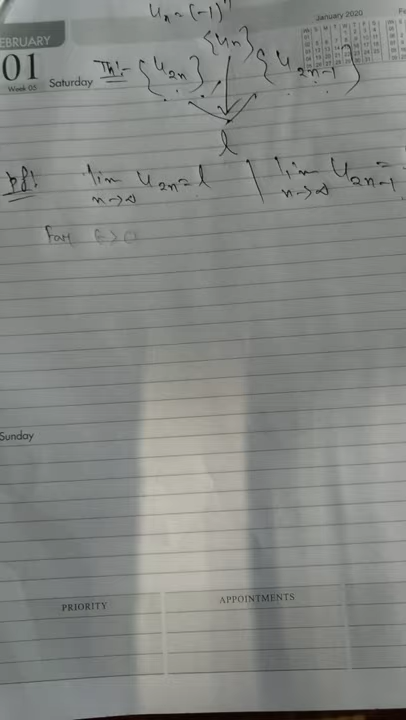 uₙ = (-1)ⁿ
January 2020
EBRUARY
01
Week 05
Saturday
Th!- {u₂ₙ} {uₙ} {u₂ₙ₋₁}
l
pf! lim u₂ₙ = l | lim u₂ₙ₋₁ =
n→∞ n→∞
For ε>0
Sunday
PRIORITY
APPOINTMENTS